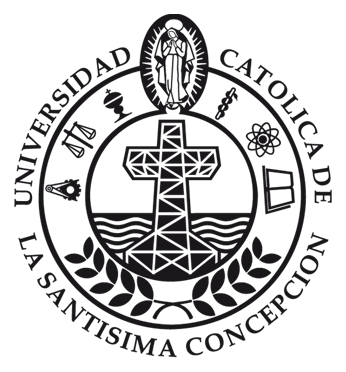 UNIVERSIDAD CATOLICA DE
LA SANTISIMA CONCEPCION